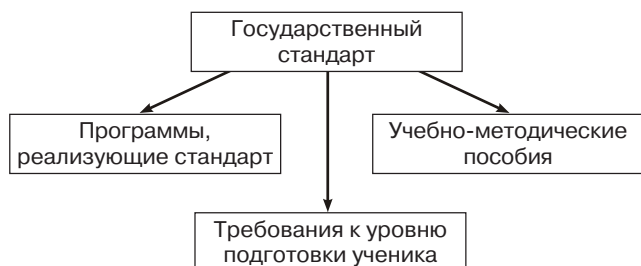 Государственный
стандарт
Программы,
реализующие стандарт
Учебно-методические
пособия
Требования к уровню
подготовки ученика